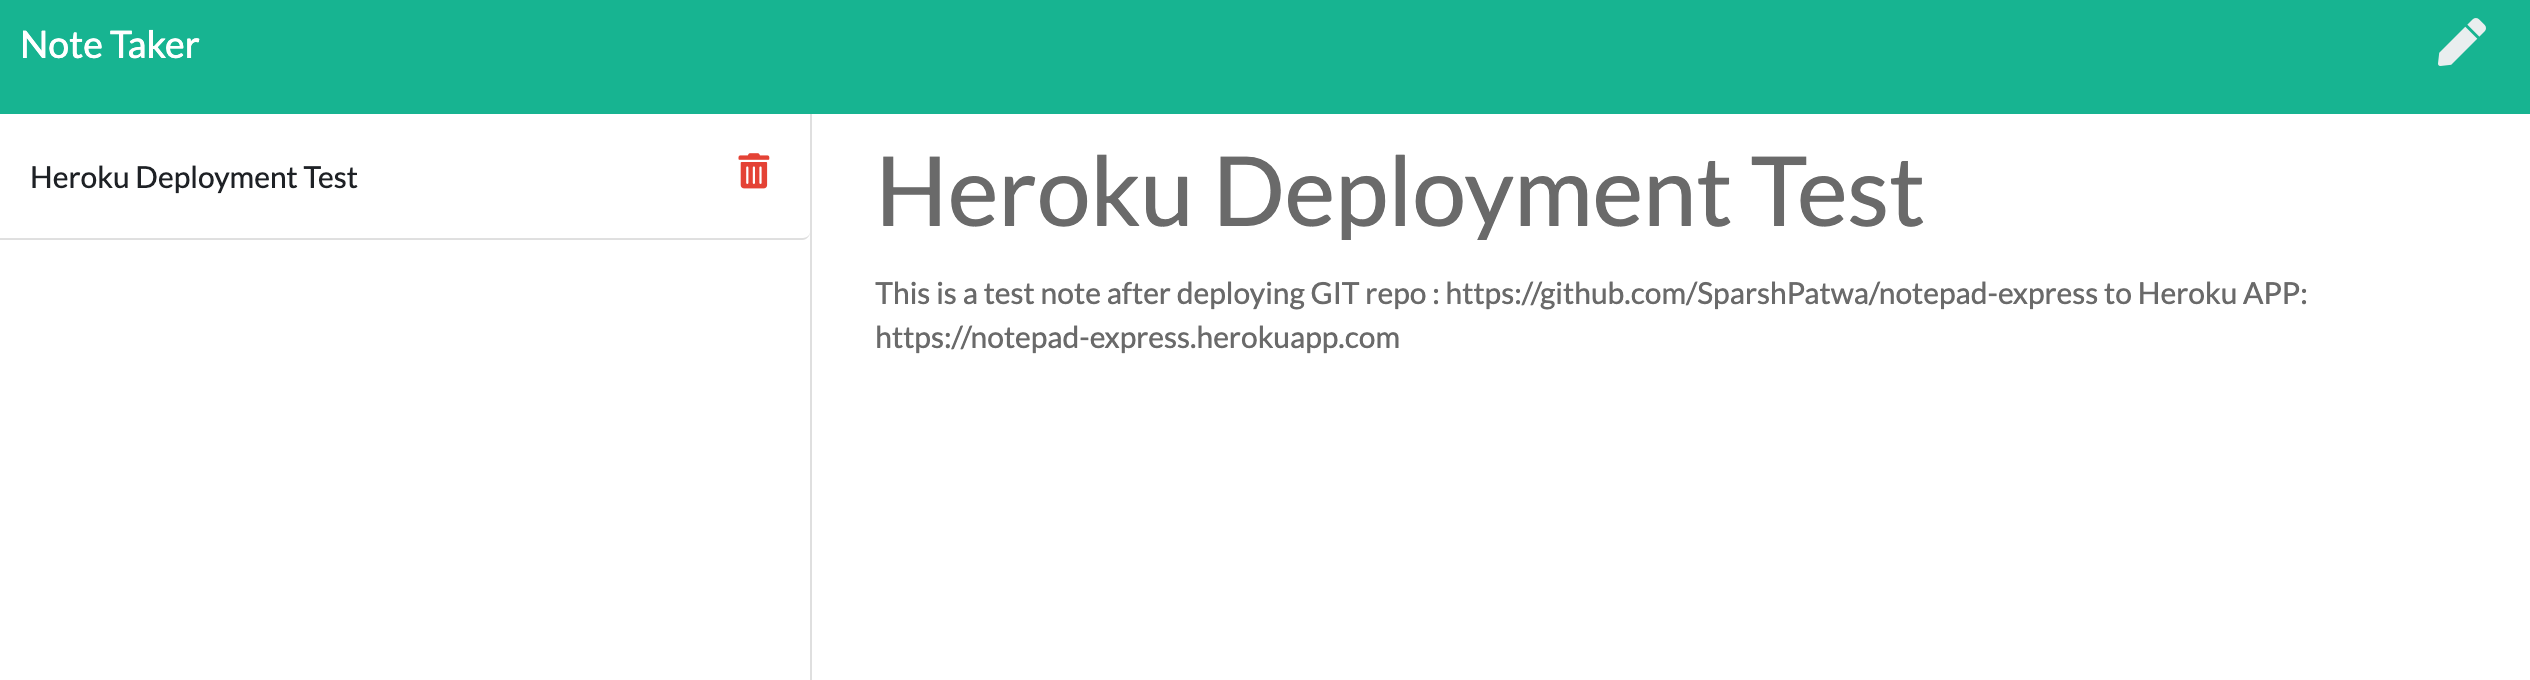 Note Taker
Heroku Deployment Test
Heroku Deployment Test
This is a test note after deploying GIT repo : https://github.com/SparshPatwa/notepad-express to Heroku APP:
https://notepad-express.herokuapp.com